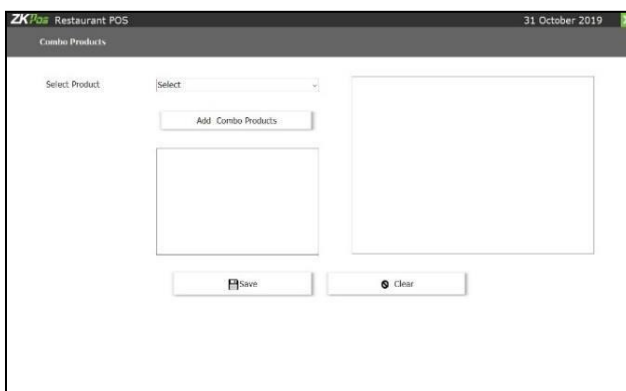 ZKPos Restaurant POS 31 October 2019
Combo Products
Select Product Select
Add Combo Products
Save Clear